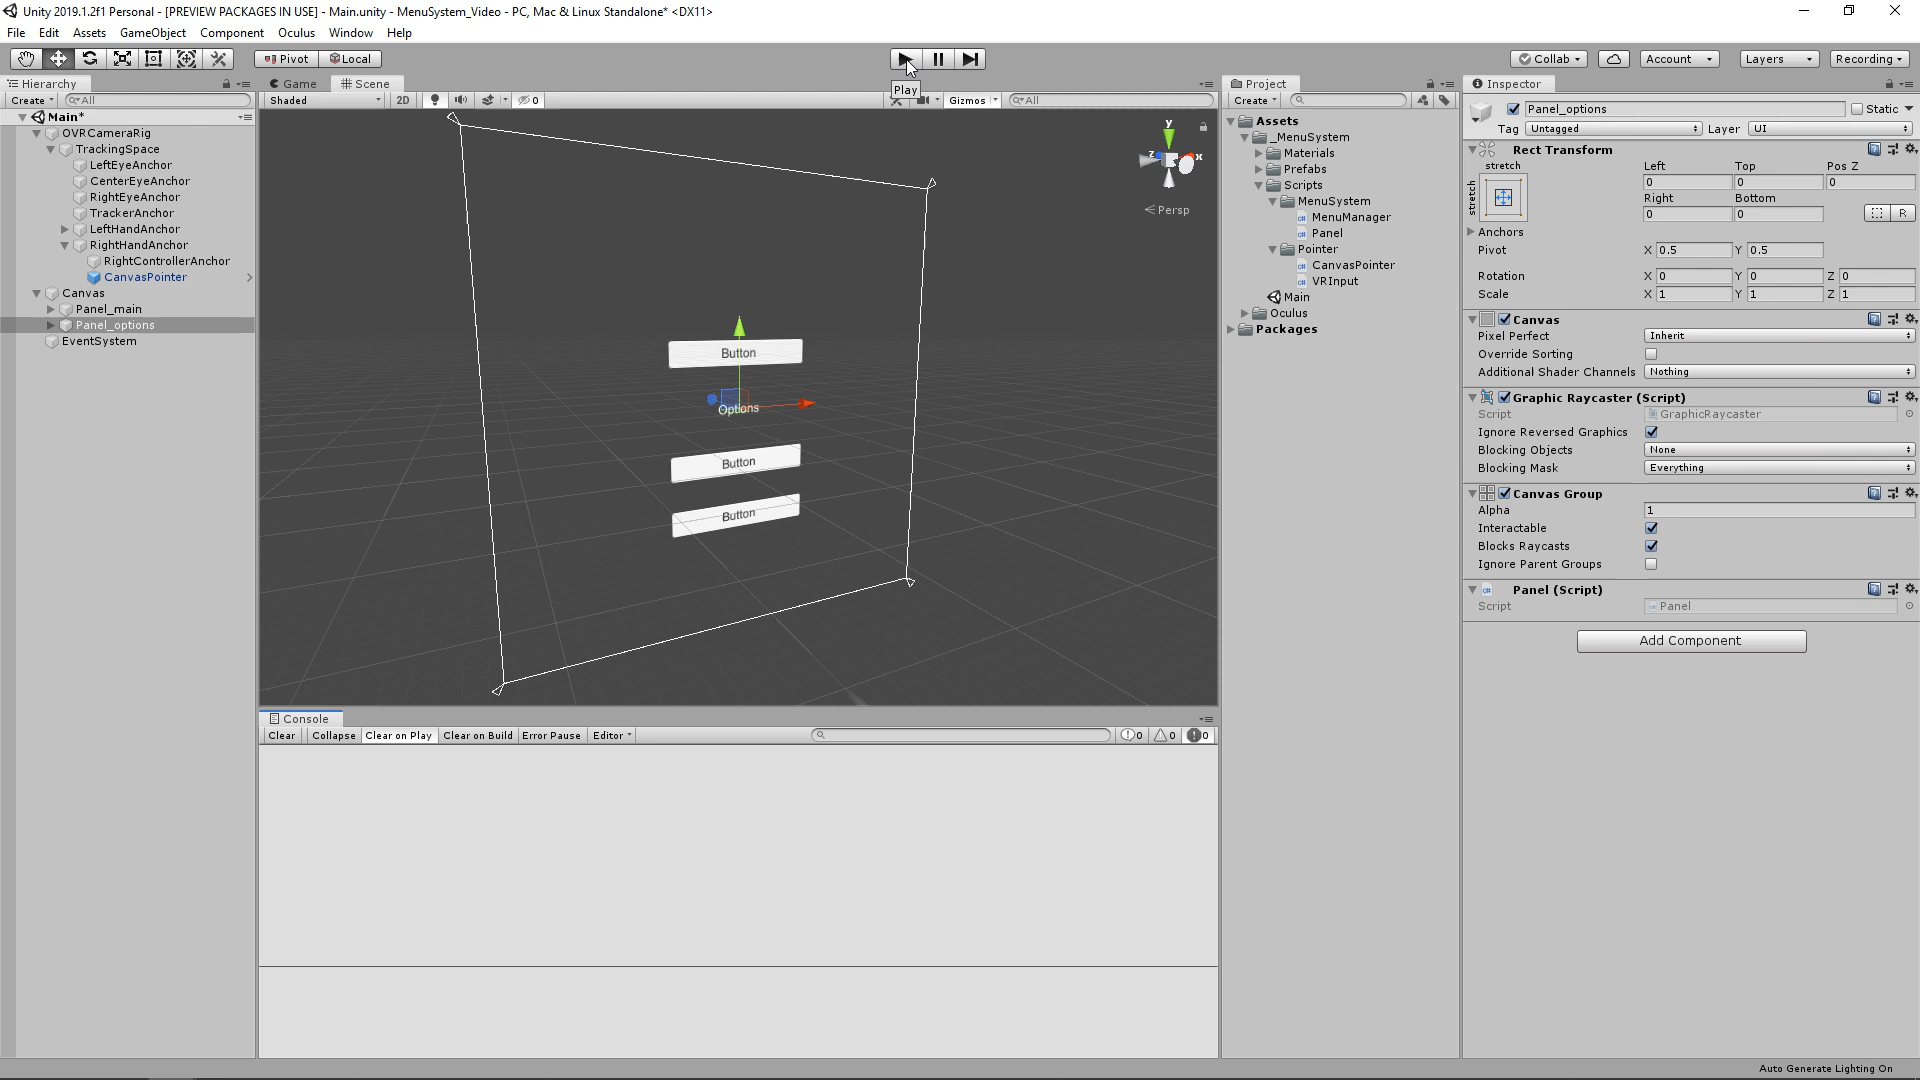 Unity 2019.1.2f1 Personal - [PREVIEW PACKAGES IN USE] - Main.unity - MenuSystem_Video - PC, Mac & Linux Standalone* <DX11>
File Edit Assets GameObject Component Oculus Window Help
Pivot Local Collab Account Layers Recording
Play
Hierarchy
Create All
Main*
OVRCameraRig
TrackingSpace
LeftEyeAnchor
CenterEyeAnchor
RightEyeAnchor
TrackerAnchor
LeftHandAnchor
RightHandAnchor
RightControllerAnchor
CanvasPointer
Canvas
Panel_main
Panel_options
EventSystem
Game Scene
Shaded 2D 0 Gizmos All
y
z x
Persp
Button
Options
Button
Button
Console
Clear Collapse Clear on Play Clear on Build Error Pause Editor 0 0 0
Project
Create
Assets
_MenuSystem
Materials
Prefabs
Scripts
MenuSystem
MenuManager
Panel
Pointer
CanvasPointer
VRInput
Main
Oculus
Packages
Inspector
Panel_options Static
Tag Untagged Layer UI
Rect Transform
stretch Left Top Pos Z
stretch 0 0 0
Right Bottom
0 0 R
Anchors
Pivot X 0.5 Y 0.5
Rotation X 0 Y 0 Z 0
Scale X 1 Y 1 Z 1
Canvas
Pixel Perfect Inherit
Override Sorting
Additional Shader Channels Nothing
Graphic Raycaster (Script)
Script GraphicRaycaster
Ignore Reversed Graphics
Blocking Objects None
Blocking Mask Everything
Canvas Group
Alpha 1
Interactable
Blocks Raycasts
Ignore Parent Groups
Panel (Script)
Script Panel
Add Component
Auto Generate Lighting On